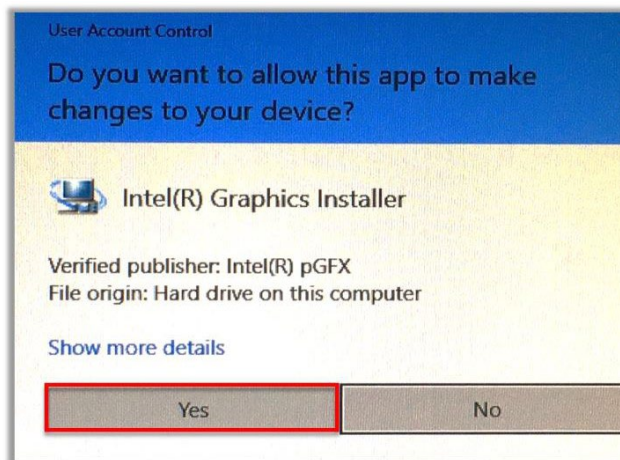 User Account Control
Do you want to allow this app to make
changes to your device?
Intel(R) Graphics Installer
Verified publisher: Intel(R) pGFX
File origin: Hard drive on this computer
Show more details
Yes
No